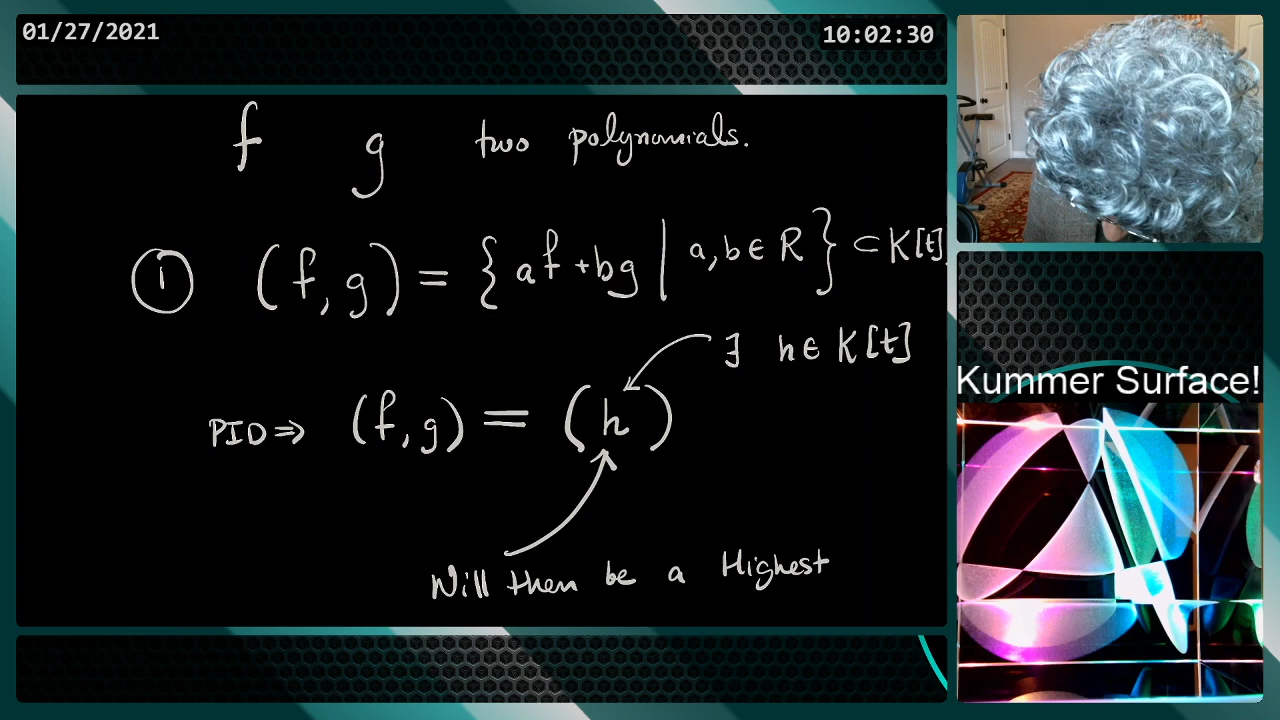 01/27/2021
10:02:30
f g two polynomials.
① (f, g) = { af + bg | a, b ∈ R } ⊂ K[t]
∃ h ∈ K[t]
PID ⇒ (f, g) = (h)
Will then be a Highest
Kummer Surface!